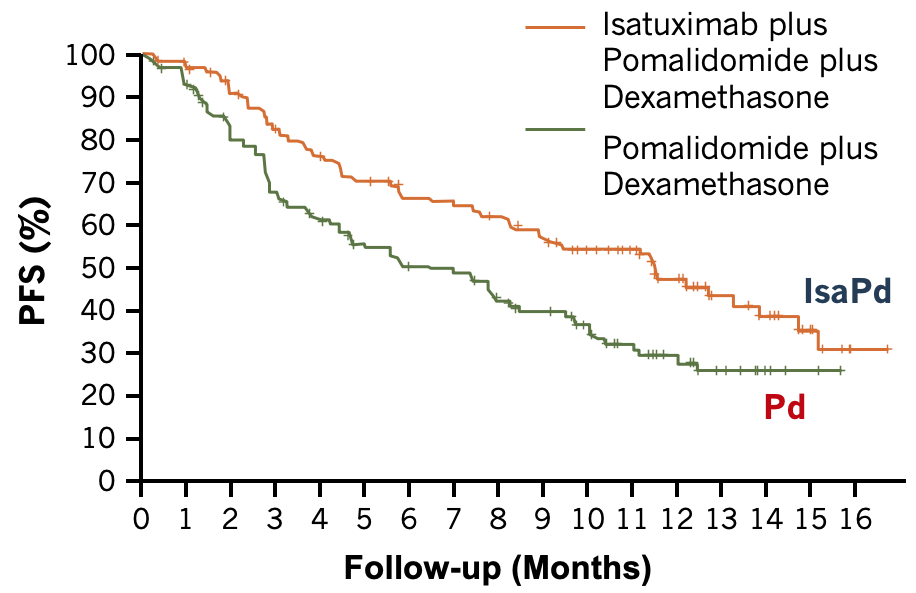 Isatuximab plus
Pomalidomide plus
Dexamethasone
Pomalidomide plus
Dexamethasone
PFS (%)
100
90
80
70
60
50
40
30
20
10
0
IsaPd
Pd
0 1 2 3 4 5 6 7 8 9 10 11 12 13 14 15 16
Follow-up (Months)